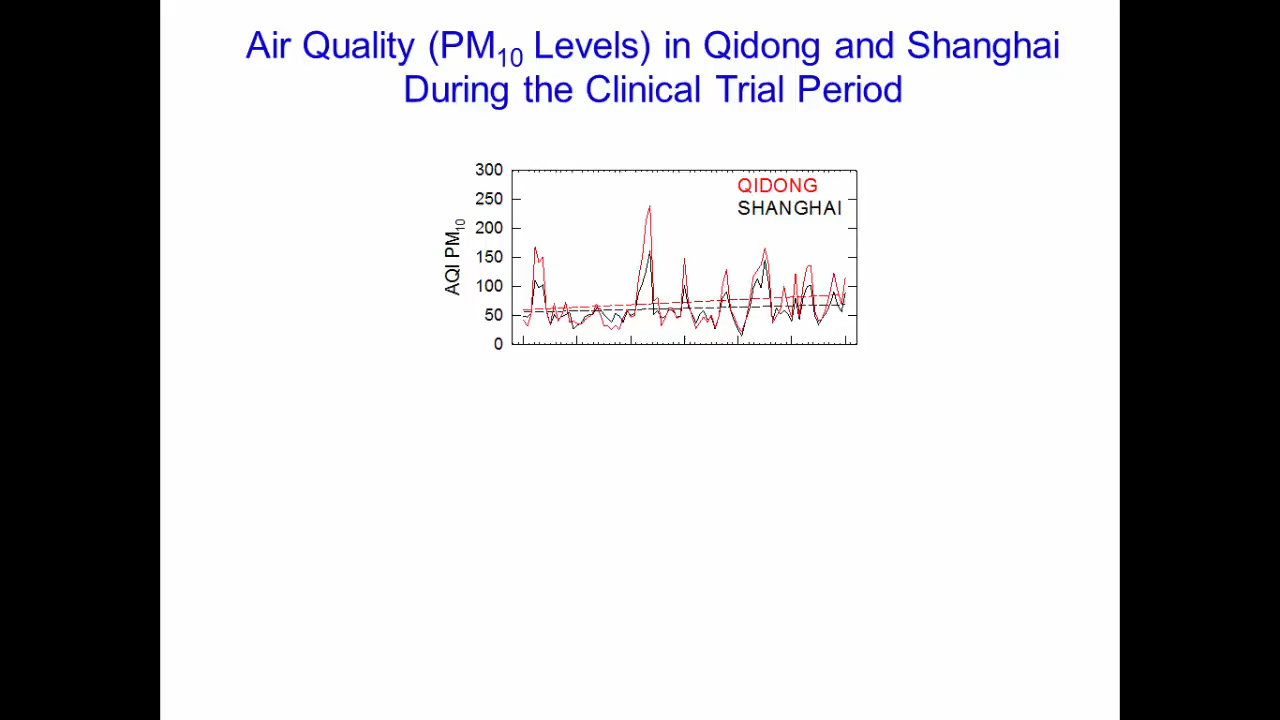 Air Quality (PM10 Levels) in Qidong and Shanghai
During the Clinical Trial Period
300
250
200
150
100
50
0
AQI PM10
QIDONG
SHANGHAI